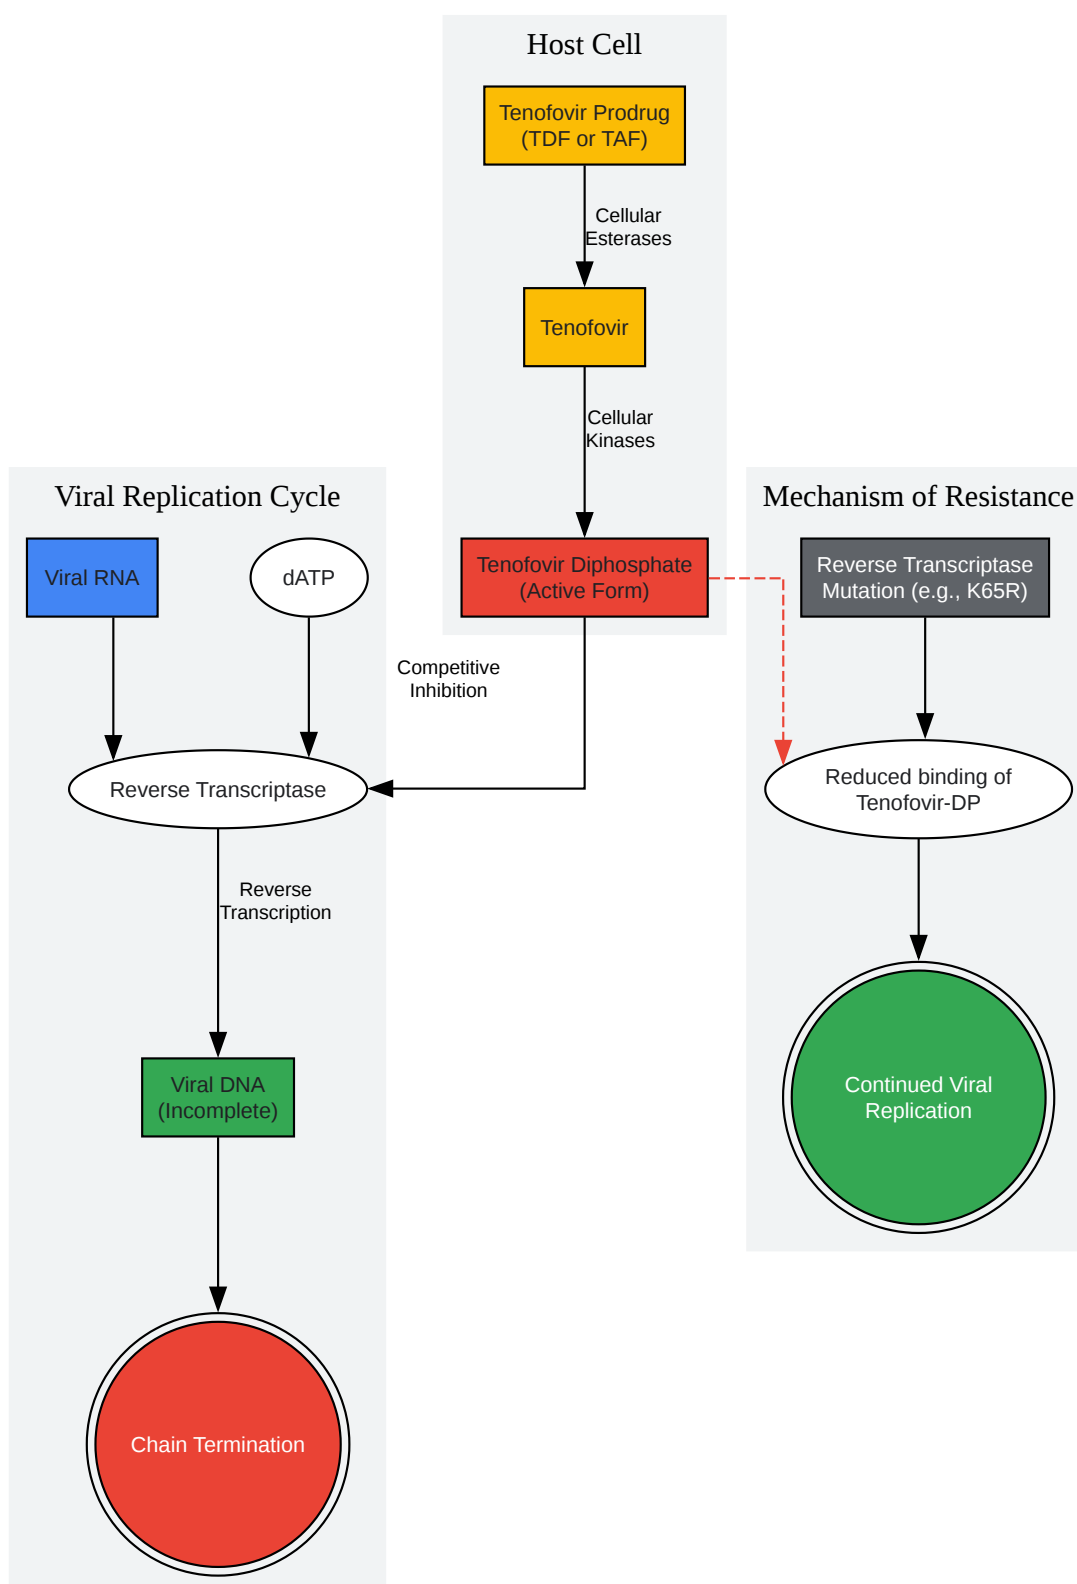 Host Cell
Tenofovir Prodrug
(TDF or TAF)
Cellular
Esterases
Tenofovir
Cellular
Kinases
Tenofovir Diphosphate
(Active Form)
Competitive
Inhibition
Viral Replication Cycle
Viral RNA
dATP
Reverse Transcriptase
Reverse
Transcription
Viral DNA
(Incomplete)
Chain Termination
Mechanism of Resistance
Reverse Transcriptase
Mutation (e.g., K65R)
Reduced binding of
Tenofovir-DP
Continued Viral
Replication